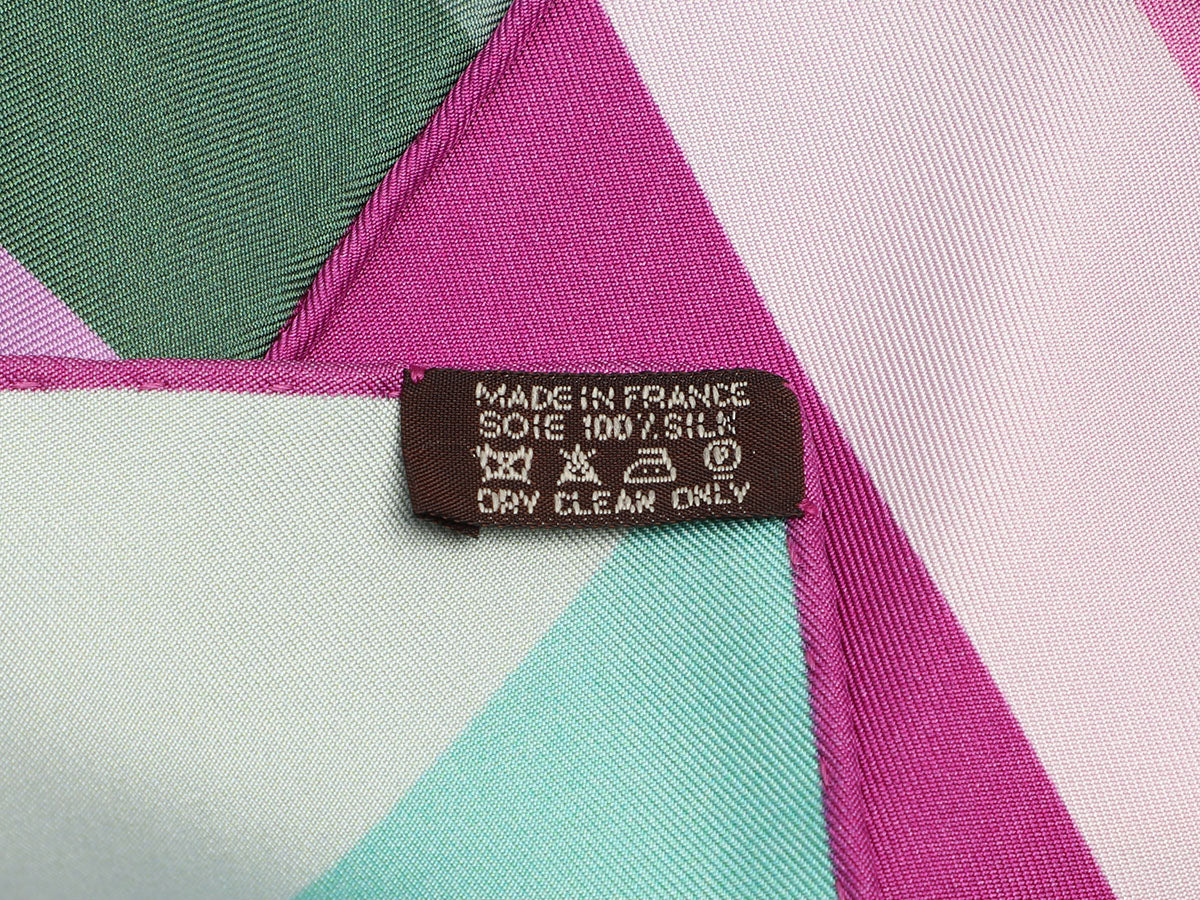 MADE IN FRANCE
SOIE 100% SILK
P
DRY CLEAN ONLY